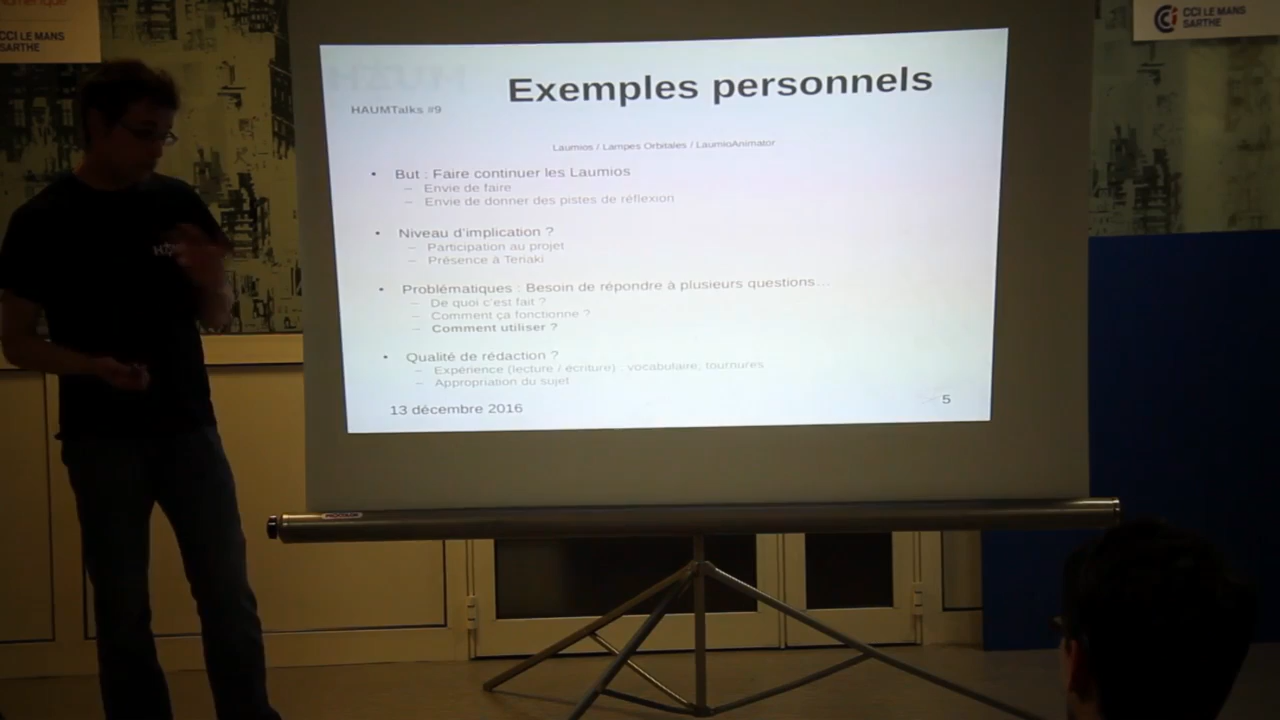 CCI LE MANS
SARTHE
CCI LE MANS
SARTHE
HAUM
Exemples personnels
HAUMTalks #9
Laumios / Lampes Orbitales / LaumioAnimator
• But : Faire continuer les Laumios
– Envie de faire
– Envie de donner des pistes de réflexion
• Niveau d'implication ?
– Participation au projet
– Présence à Teriaki
• Problématiques : Besoin de répondre à plusieurs questions…
– De quoi c'est fait ?
– Comment ça fonctionne ?
– Comment utiliser ?
• Qualité de rédaction ?
– Expérience (lecture / écriture) : vocabulaire, tournures
– Appropriation du sujet
13 décembre 2016
5